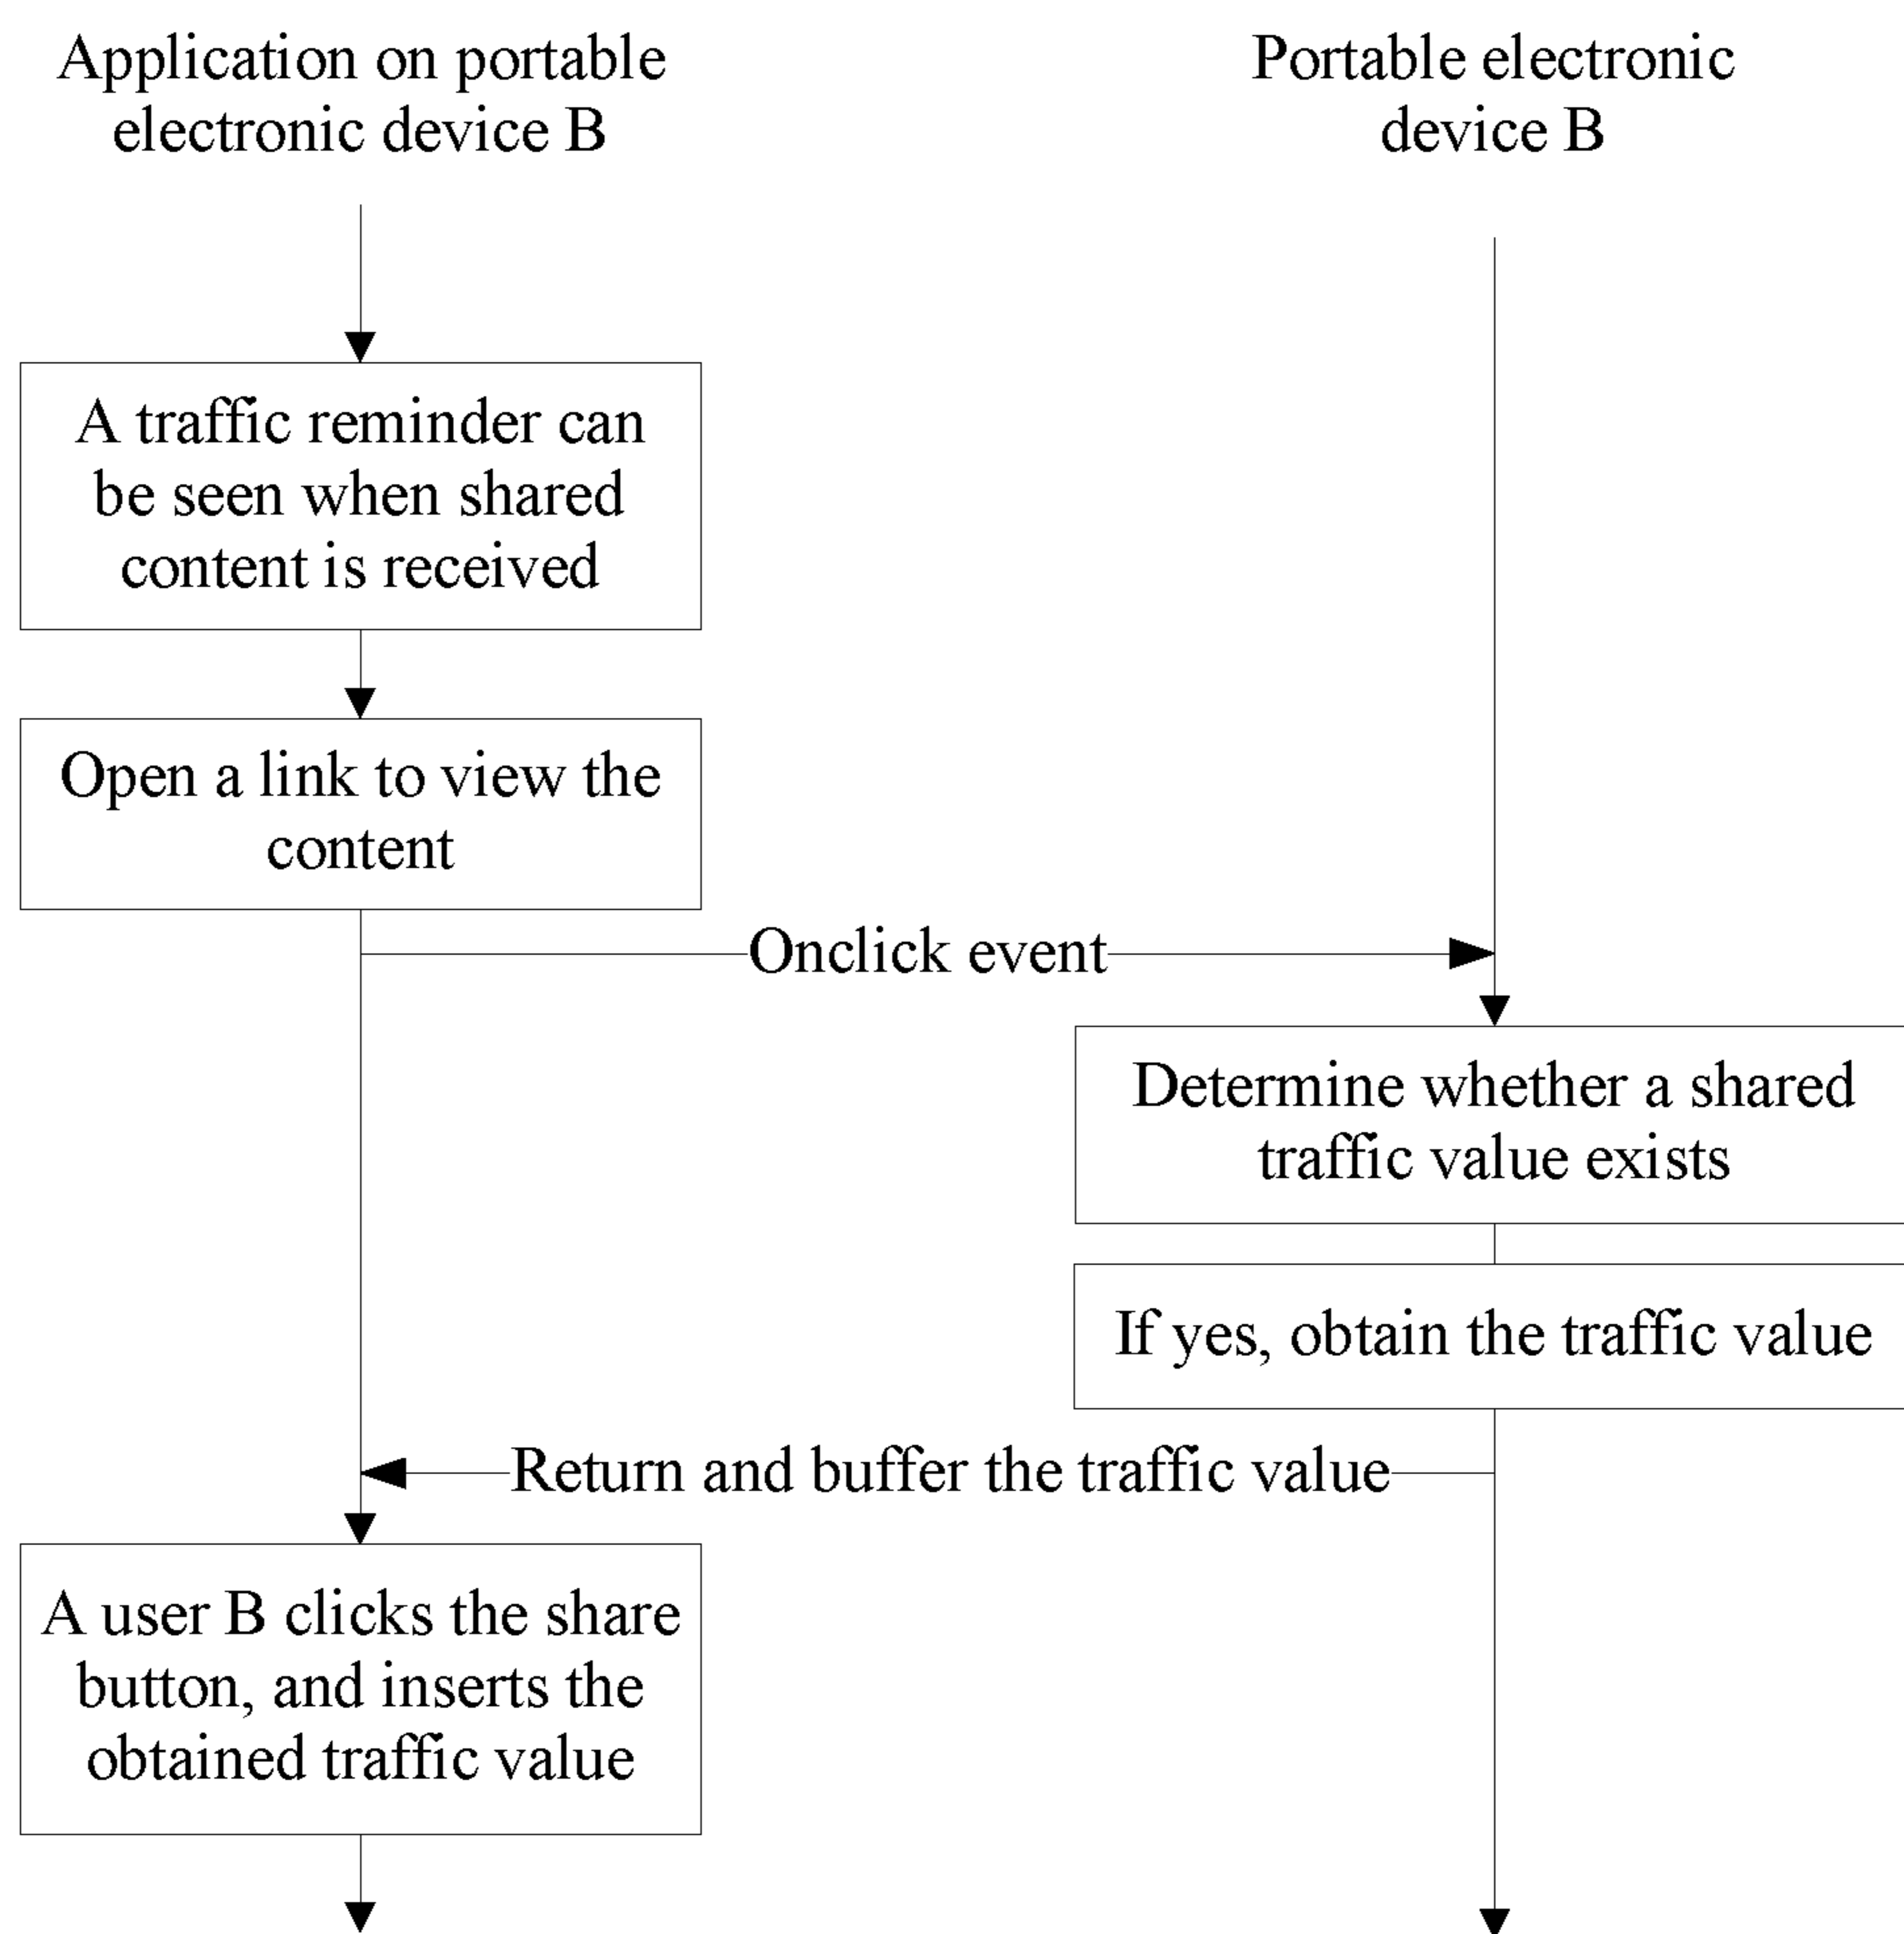 Application on portable
electronic device B
Portable electronic
device B
A traffic reminder can
be seen when shared
content is received
Open a link to view the
content
Onclick event
Determine whether a shared
traffic value exists
If yes, obtain the traffic value
Return and buffer the traffic value
A user B clicks the share
button, and inserts the
obtained traffic value